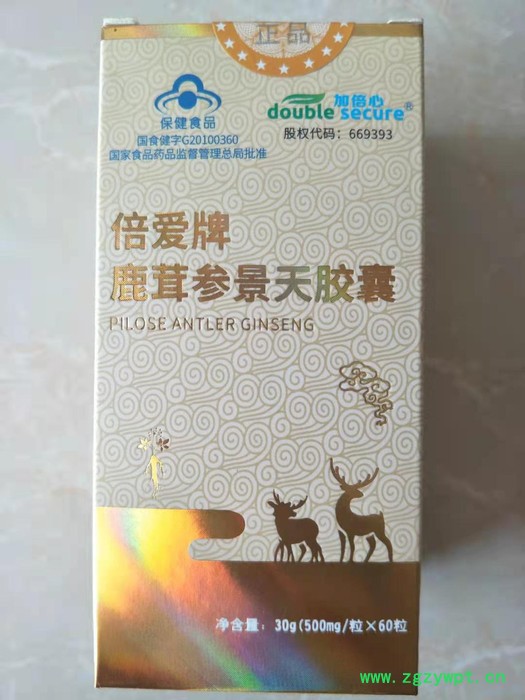 正品
保健食品
国食健字G20100360
国家食品药品监督管理总局批准
加倍心
double secure®
股权代码：669393
倍爱牌
鹿茸参景天胶囊
PILOSE ANTLER GINSENG
净含量：30g(500mg/粒×60粒
www.zgzywpt.cn